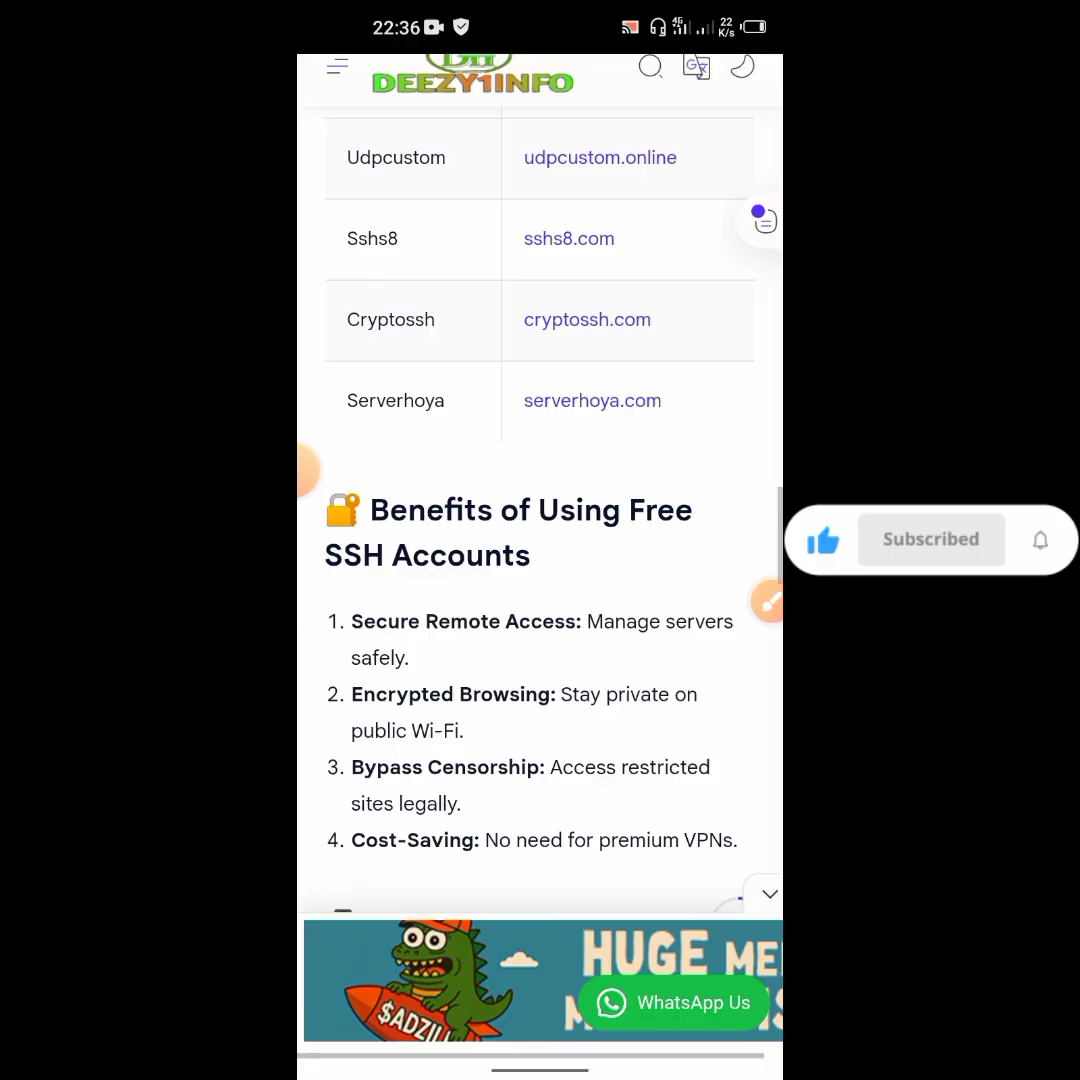 22:36 4G 22 K/s
DEEZY1INFO
Udpcustom udpcustom.online
Sshs8 sshs8.com
Cryptossh cryptossh.com
Serverhoya serverhoya.com
🔐 Benefits of Using Free
SSH Accounts
1. Secure Remote Access: Manage servers
safely.
2. Encrypted Browsing: Stay private on
public Wi-Fi.
3. Bypass Censorship: Access restricted
sites legally.
4. Cost-Saving: No need for premium VPNs.
Subscribed
HUGE ME
$ADZILL
WhatsApp Us